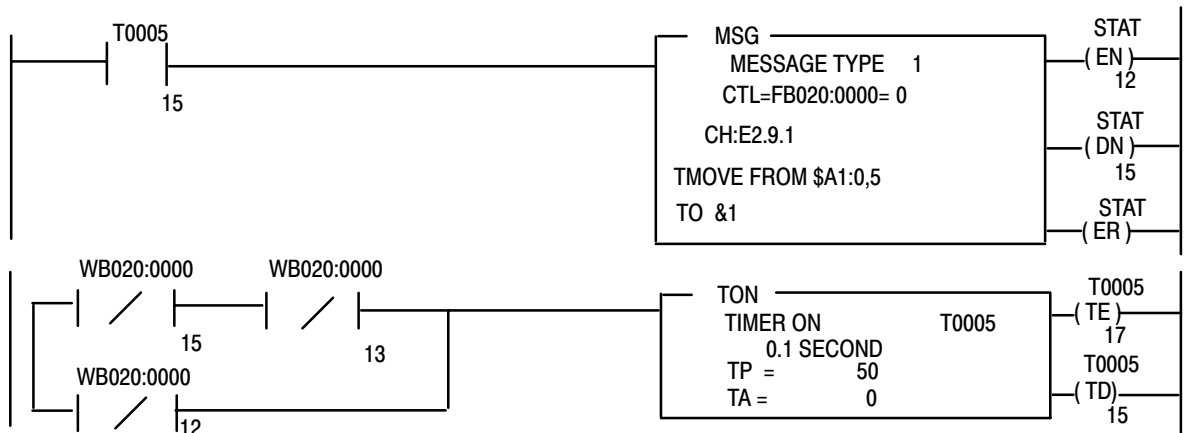 T0005
15
MSG
MESSAGE TYPE 1
CTL=FB020:0000= 0
CH:E2.9.1
TMOVE FROM $A1:0,5
TO &1
STAT
( EN )
12
STAT
( DN )
15
STAT
( ER )
WB020:0000 WB020:0000
15
13
WB020:0000
12
TON
TIMER ON T0005
0.1 SECOND
TP = 50
TA = 0
T0005
( TE )
17
T0005
( TD)
15